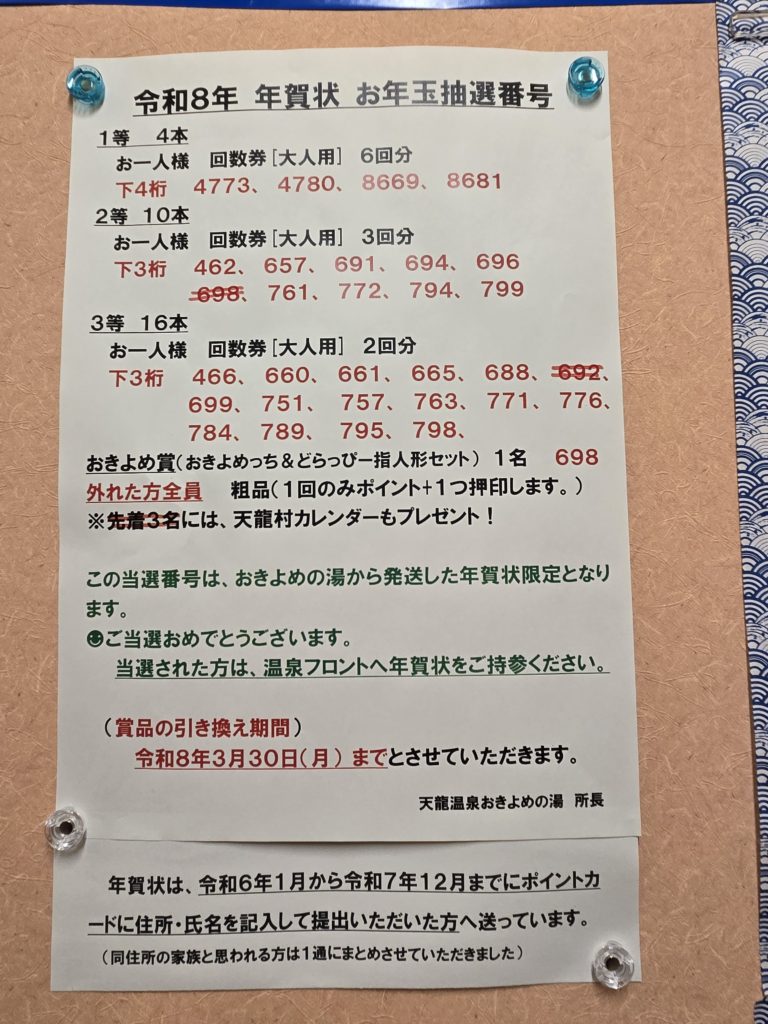 令和8年 年賀状 お年玉抽選番号
1等 4本
お一人様 回数券[大人用] 6回分
下4桁 4773、 4780、 8669、 8681
2等 10本
お一人様 回数券[大人用] 3回分
下3桁 462、 657、 691、 694、 696
698、 761、 772、 794、 799
3等 16本
お一人様 回数券[大人用] 2回分
下3桁 466、 660、 661、 665、 688、 692、
699、 751、 757、 763、 771、 776、
784、 789、 795、 798、
おきよめ賞(おきよめっち&どらっぴー指人形セット) 1名 698
外れた方全員 粗品(1回のみポイント+1つ押印します。)
※先着3名には、天龍村カレンダーもプレゼント!
この当選番号は、おきよめの湯から発送した年賀状限定となり
ます。
☻ご当選おめでとうございます。
当選された方は、温泉フロントへ年賀状をご持参ください。
(賞品の引き換え期間)
令和8年3月30日(月) までとさせていただきます。
天龍温泉おきよめの湯 所長
年賀状は、令和6年1月から令和7年12月までにポイントカ
ードに住所・氏名を記入して提出いただいた方へ送っています。
(同住所の家族と思われる方は1通にまとめさせていただきました)